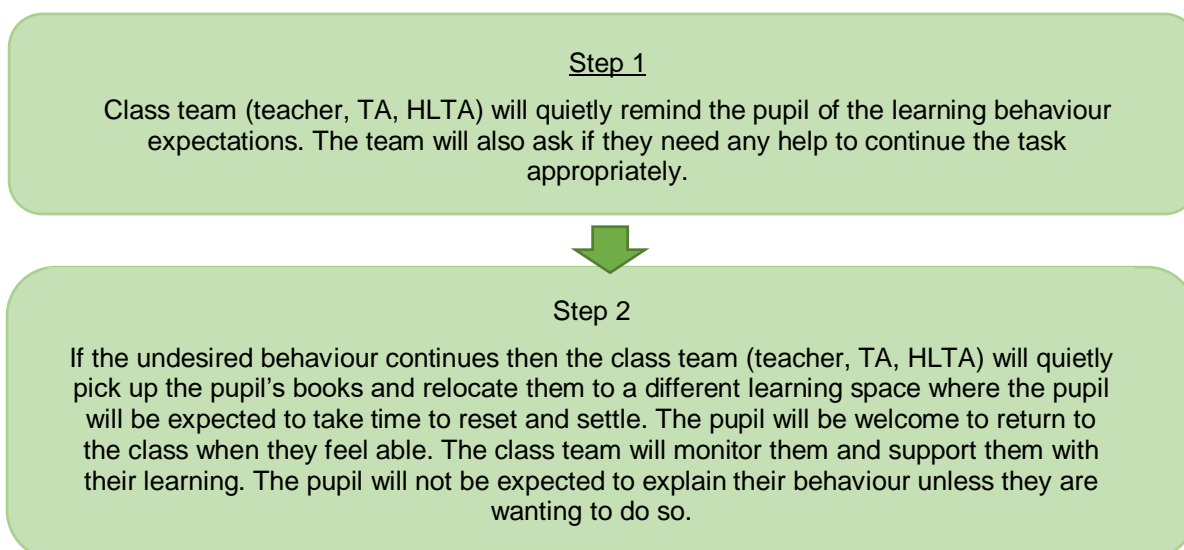 Step 1
Class team (teacher, TA, HLTA) will quietly remind the pupil of the learning behaviour
expectations. The team will also ask if they need any help to continue the task
appropriately.
Step 2
If the undesired behaviour continues then the class team (teacher, TA, HLTA) will quietly
pick up the pupil’s books and relocate them to a different learning space where the pupil
will be expected to take time to reset and settle. The pupil will be welcome to return to
the class when they feel able. The class team will monitor them and support them with
their learning. The pupil will not be expected to explain their behaviour unless they are
wanting to do so.